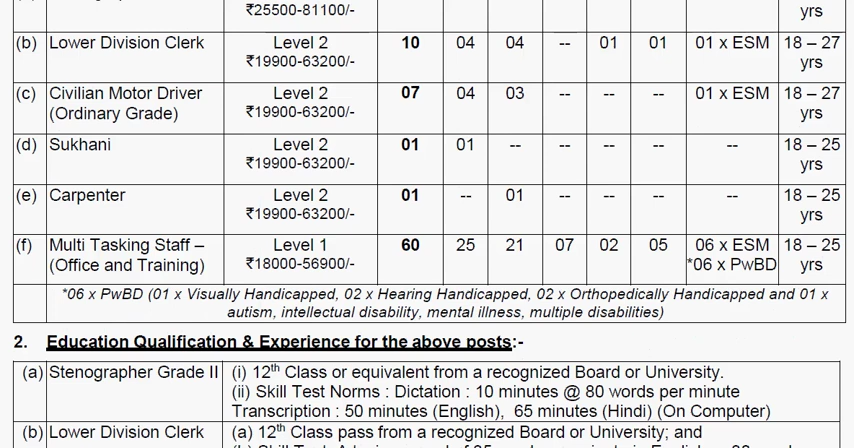 ₹25500-81100/- yrs
(b) Lower Division Clerk Level 2 10 04 04 -- 01 01 01 x ESM 18 – 27
₹19900-63200/- yrs
(c) Civilian Motor Driver Level 2 07 04 03 -- -- -- 01 x ESM 18 – 27
(Ordinary Grade) ₹19900-63200/- yrs
(d) Sukhani Level 2 01 01 -- -- -- -- -- 18 – 25
₹19900-63200/- yrs
(e) Carpenter Level 2 01 -- 01 -- -- -- -- 18 – 25
₹19900-63200/- yrs
(f) Multi Tasking Staff – Level 1 60 25 21 07 02 05 06 x ESM 18 – 25
(Office and Training) ₹18000-56900/- *06 x PwBD yrs
*06 x PwBD (01 x Visually Handicapped, 02 x Hearing Handicapped, 02 x Orthopedically Handicapped and 01 x
autism, intellectual disability, mental illness, multiple disabilities)
2. Education Qualification & Experience for the above posts:-
(a) Stenographer Grade II (i) 12th Class or equivalent from a recognized Board or University.
(ii) Skill Test Norms : Dictation : 10 minutes @ 80 words per minute
Transcription : 50 minutes (English), 65 minutes (Hindi) (On Computer)
(b) Lower Division Clerk (a) 12th Class pass from a recognized Board or University; and